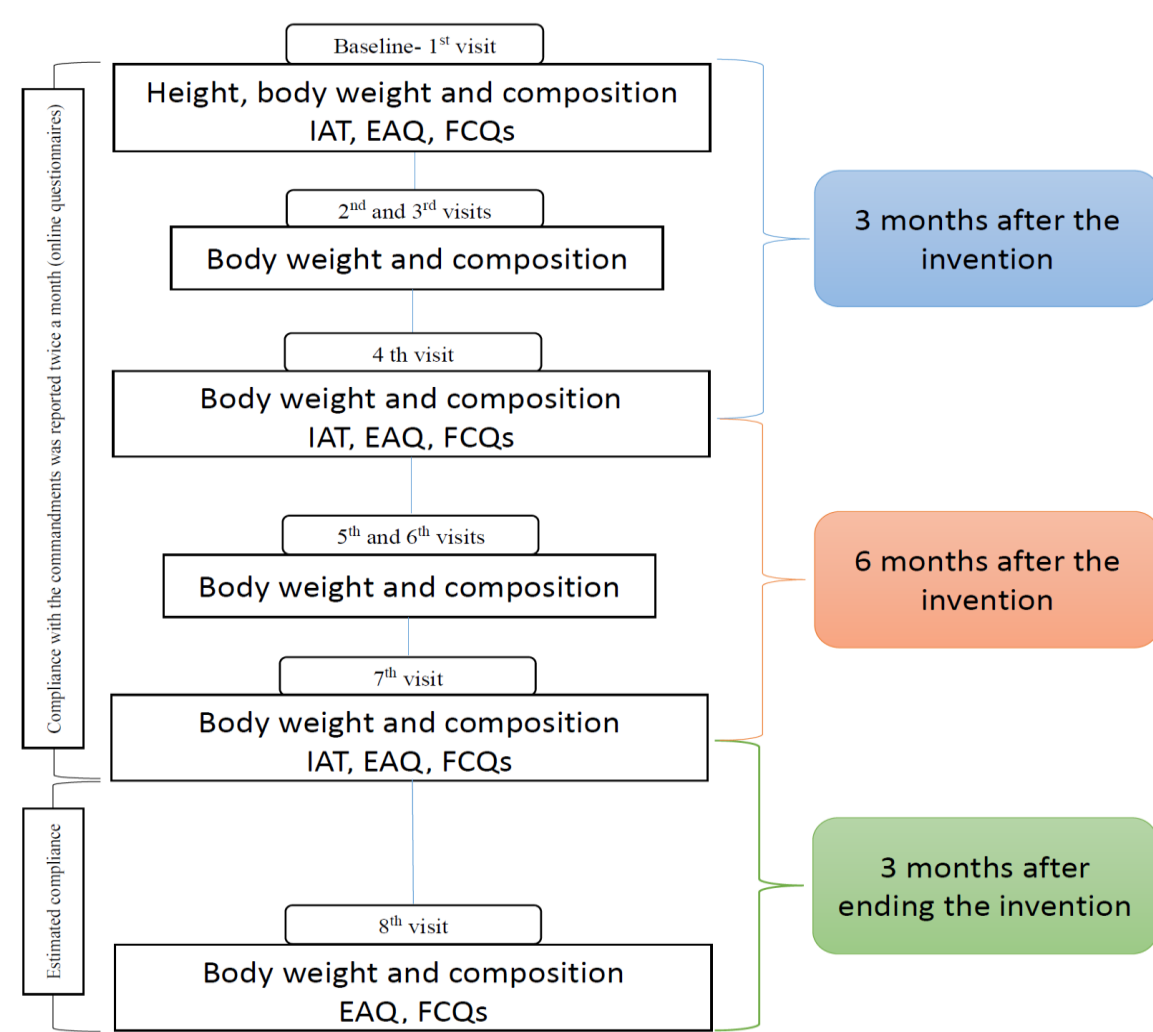 Baseline- 1st visit
Height, body weight and composition
IAT, EAQ, FCQs
2nd and 3rd visits
Body weight and composition
4 th visit
Body weight and composition
IAT, EAQ, FCQs
5th and 6th visits
Body weight and composition
7th visit
Body weight and composition
IAT, EAQ, FCQs
8th visit
Body weight and composition
EAQ, FCQs
Compliance with the commandments was reported twice a month (online questionnaires)
Estimated compliance
3 months after the
invention
6 months after the
invention
3 months after
ending the invention